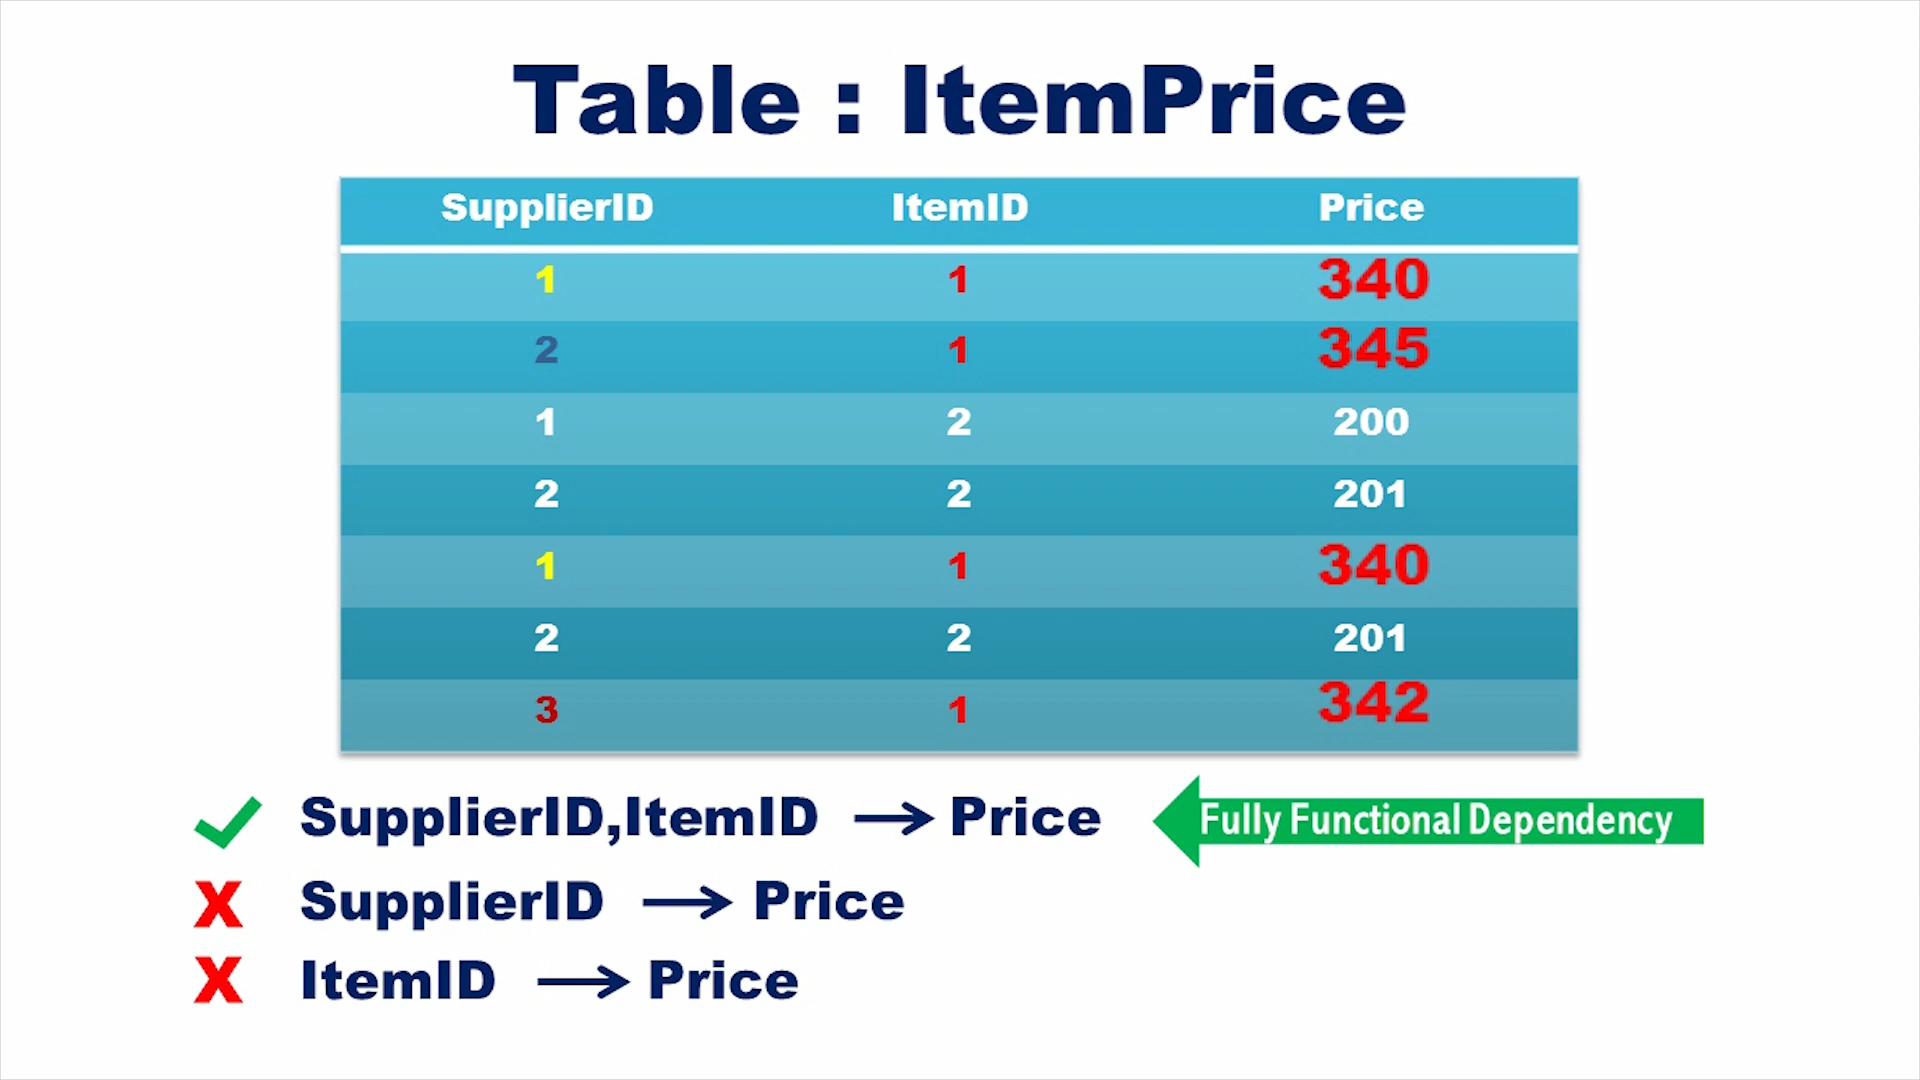 Table : ItemPrice
SupplierID ItemID Price
1 1 340
2 1 345
1 2 200
2 2 201
1 1 340
2 2 201
3 1 342
SupplierID,ItemID → Price Fully Functional Dependency
X SupplierID → Price
X ItemID → Price